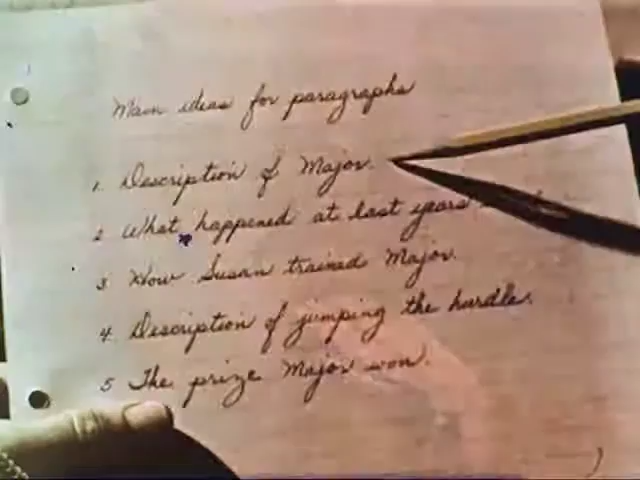 Main ideas for paragraphs
1. Description of Major.
2 What happened at last years
3 How Susan trained Major.
4. Description of jumping the hurdle.
5 The prize Major won.